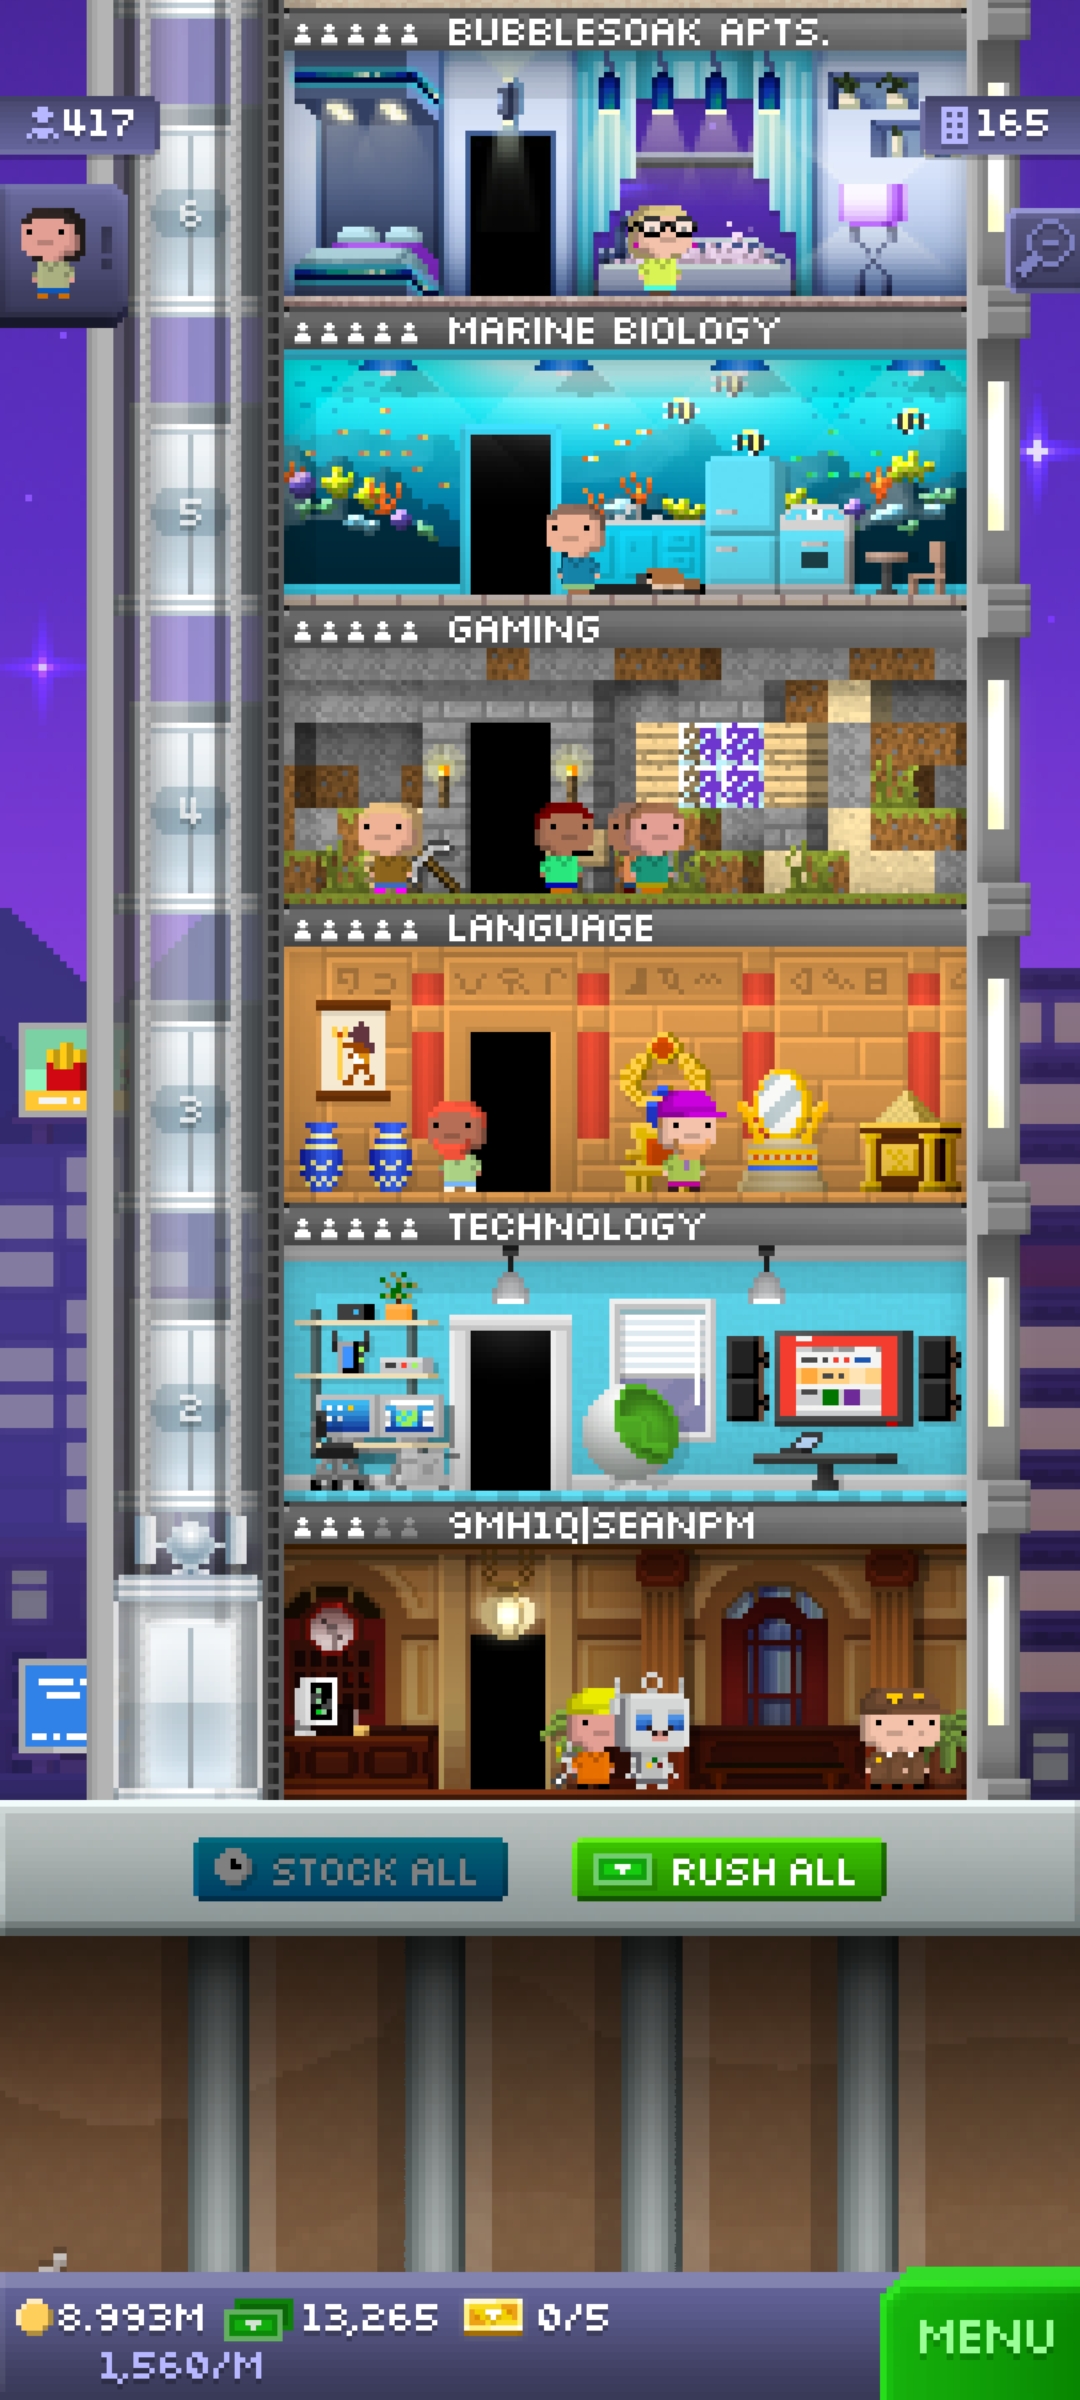 BUBBLESOAK APTS.
417
165
6
MARINE BIOLOGY
5
GAMING
4
LANGUAGE
3
TECHNOLOGY
2
9MH1Q|SEANPM
STOCK ALL
RUSH ALL
8.993M
13,265
0/5
MENU
1,560/M